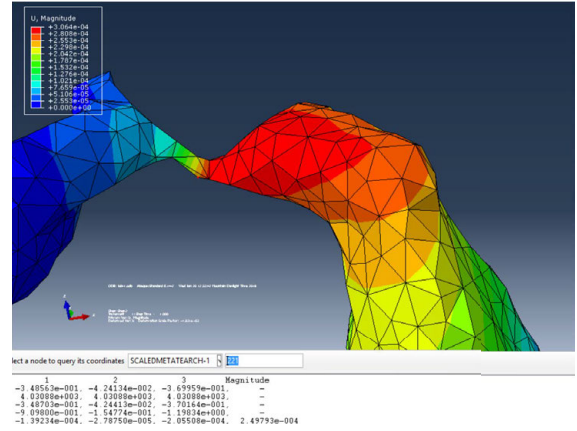 U, Magnitude
+3.064e-04
+2.808e-04
+2.553e-04
+2.298e-04
+2.042e-04
+1.787e-04
+1.532e-04
+1.276e-04
+1.021e-04
+7.659e-05
+5.106e-05
+2.553e-05
+0.000e+00
lect a node to query its coordinates SCALEDMETATEARCH-1
1 2 3 Magnitude
-3.48563e-001, -4.24134e-002, -3.69959e-001, -
4.03088e+003, 4.03088e+003, 4.03088e+003, -
-3.48703e-001, -4.24413e-002, -3.70164e-001, -
-9.09800e-001, -1.54774e-001, -1.19834e+000, -
-1.39234e-004, -2.78750e-005, -2.05508e-004, 2.49793e-004